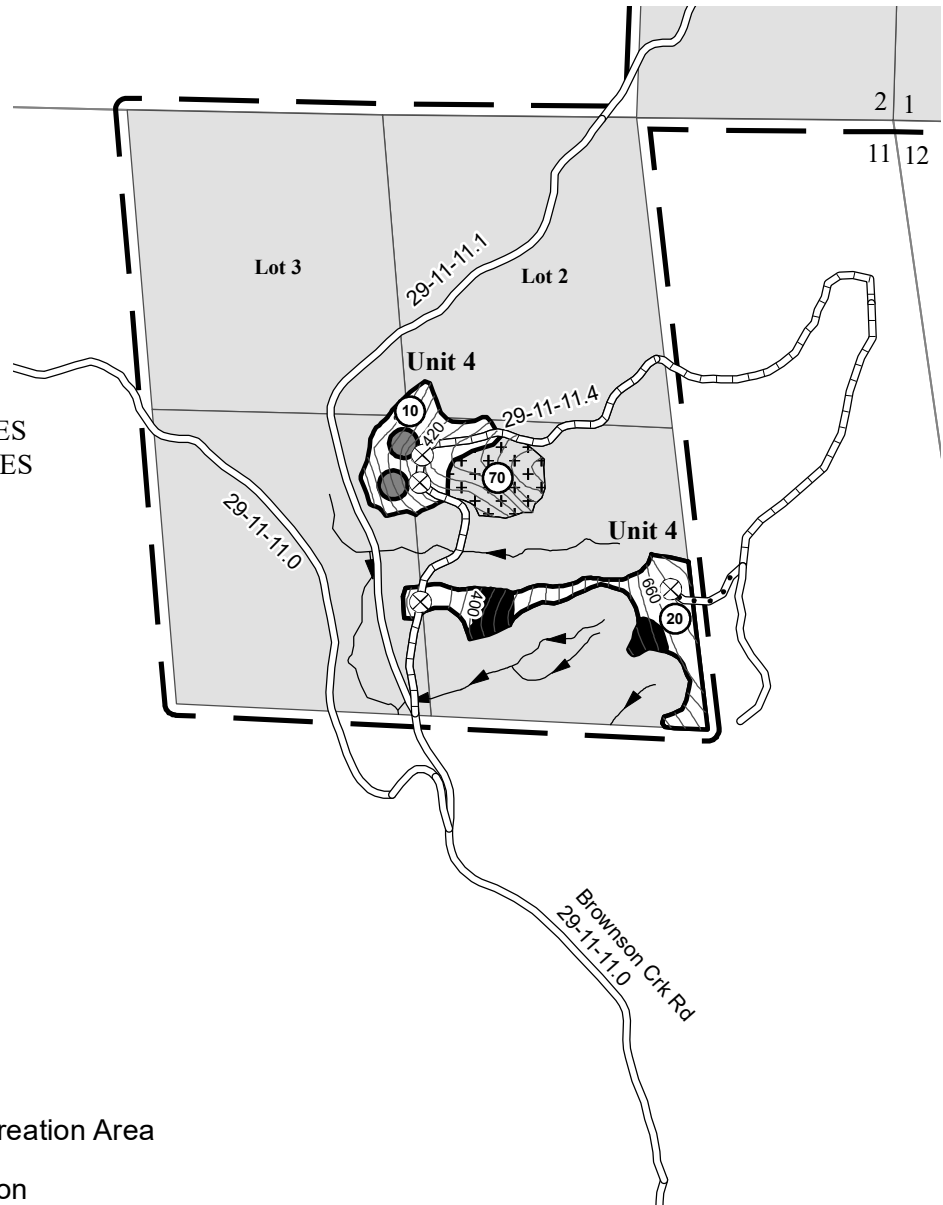 2 1
11 12
Lot 3
29-11-11.1
Lot 2
Unit 4
10
420
29-11-11.4
ES
ES
70
29-11-11.0
Unit 4
400
660
20
Brownson Crk Rd
29-11-11.0
reation Area
on